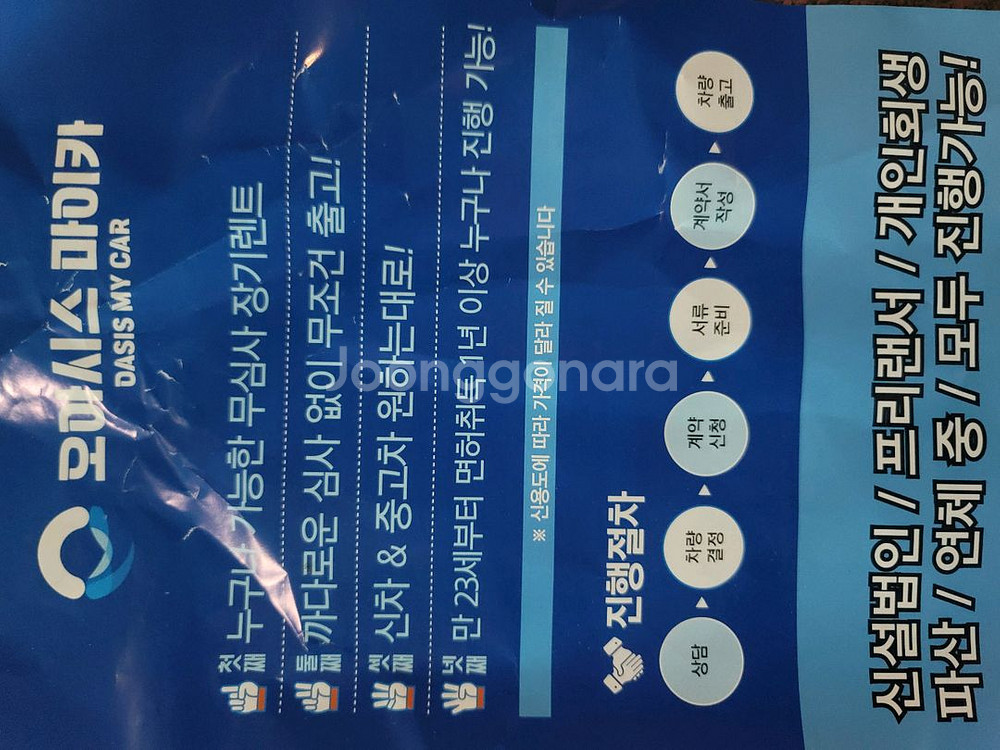 오아시스 마이카
OASIS MY CAR
첫째 누구나 가능한 무심사 장기렌트
둘째 까다로운 심사 없이 무조건 출고!
셋째 신차 & 중고차 원하는대로!
넷째 만 23세부터 면허취득 1년 이상 누구나 진행 가능!
※ 신용도에 따라 가격이 달라 질 수 있습니다
진행절차
상담 ▶ 차량 결정 ▶ 계약 신청 ▶ 서류 준비 ▶ 계약서 작성 ▶ 차량 출고
신설법인 / 프리랜서 / 개인회생
파산 / 연체 중 / 모두 진행가능!
Joonggonara